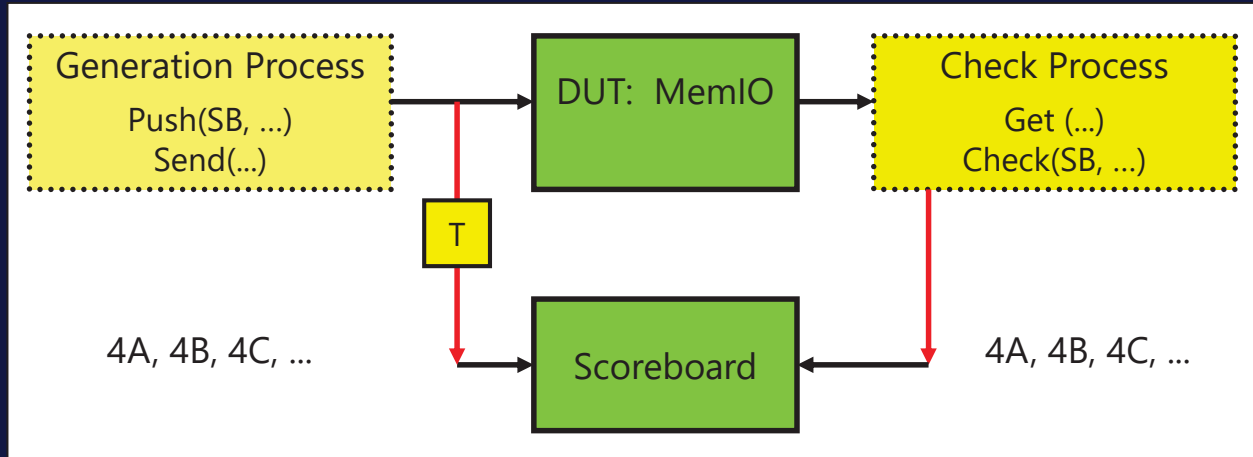 Generation Process
Push(SB, ...)
Send(...)
DUT:  MemIO
Check Process
Get (...)
Check(SB, ...)
T
4A, 4B, 4C, ...
Scoreboard
4A, 4B, 4C, ...